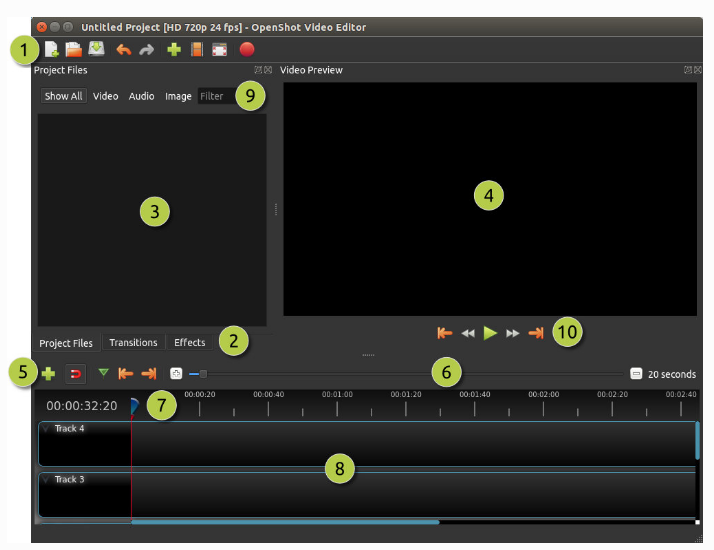 Untitled Project [HD 720p 24 fps] - OpenShot Video Editor
1
Project Files
Video Preview
Show All Video Audio Image Filter 9
3
4
Project Files Transitions Effects 2
10
5
6
20 seconds
00:00:32:20
7
00:00:20 00:00:40 00:01:00 00:01:20 00:01:40 00:02:00 00:02:20 00:02:40
Track 4
8
Track 3